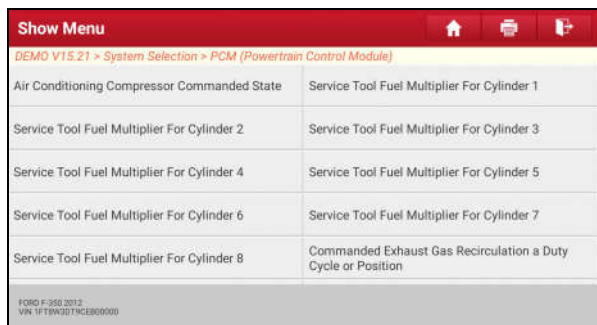 Show Menu
DEMO V15.21 > System Selection > PCM (Powertrain Control Module)
Air Conditioning Compressor Commanded State
Service Tool Fuel Multiplier For Cylinder 1
Service Tool Fuel Multiplier For Cylinder 2
Service Tool Fuel Multiplier For Cylinder 3
Service Tool Fuel Multiplier For Cylinder 4
Service Tool Fuel Multiplier For Cylinder 5
Service Tool Fuel Multiplier For Cylinder 6
Service Tool Fuel Multiplier For Cylinder 7
Service Tool Fuel Multiplier For Cylinder 8
Commanded Exhaust Gas Recirculation a Duty
Cycle or Position
FORD F-350 2012
VIN 1FT8W3DT9CEB00000